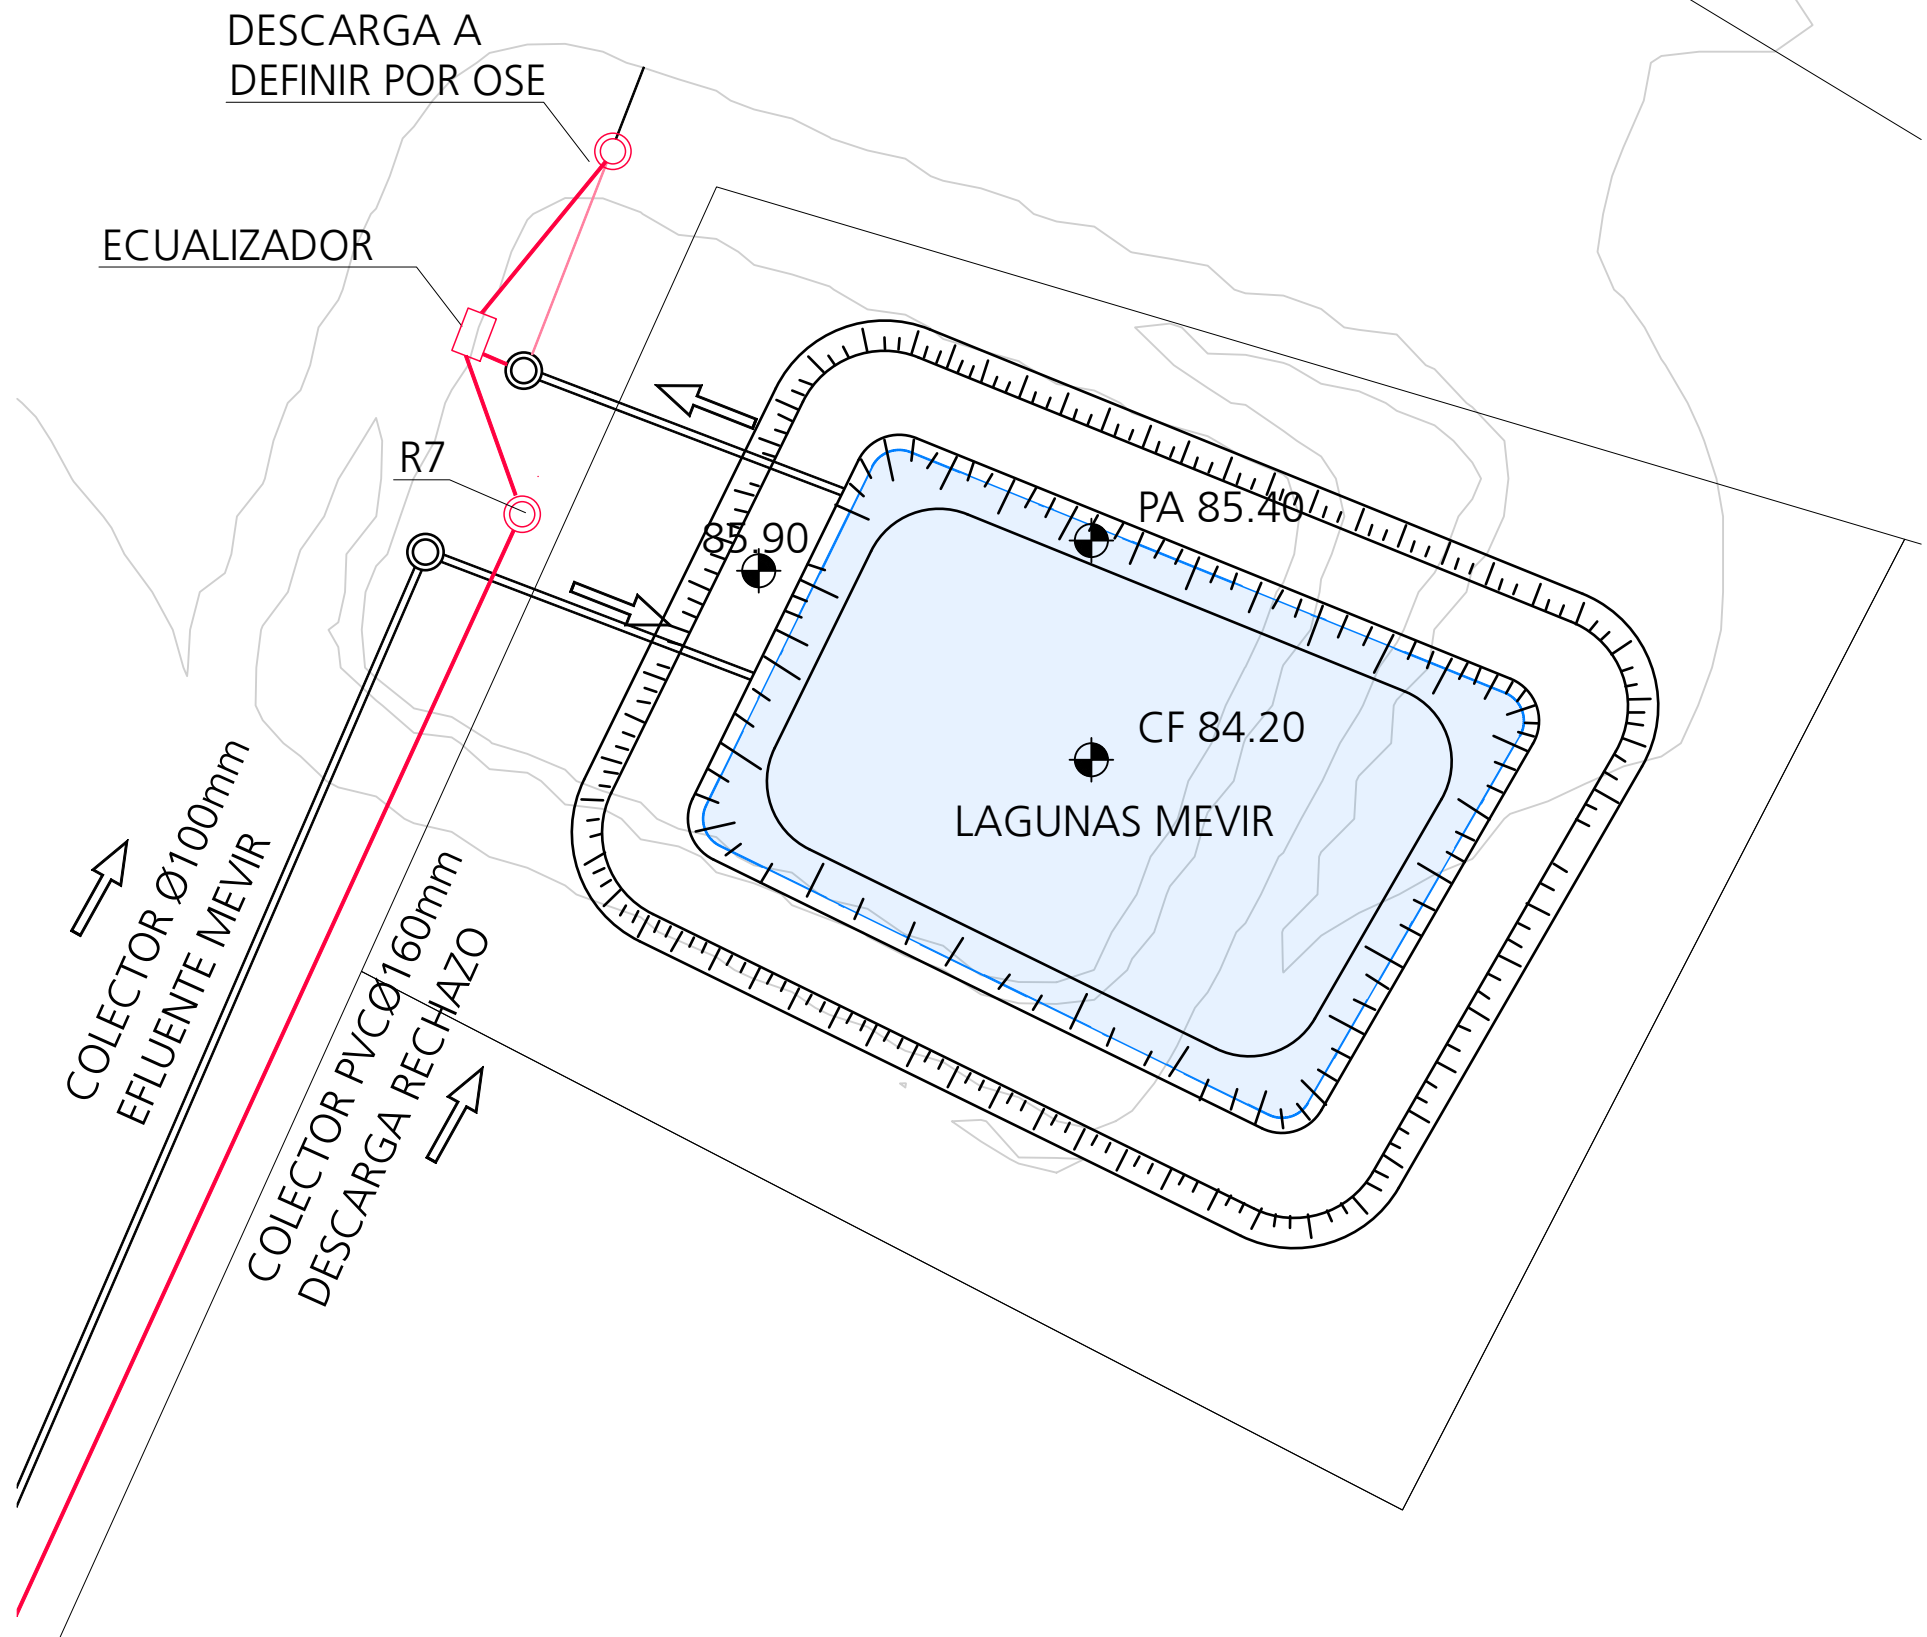 DESCARGA A
DEFINIR POR OSE
ECUALIZADOR
R7
85.90
PA 85.40
CF 84.20
LAGUNAS MEVIR
COLECTOR Ø100mm
EFLUENTE MEVIR
COLECTOR PVCØ160mm
DESCARGA RECHAZO